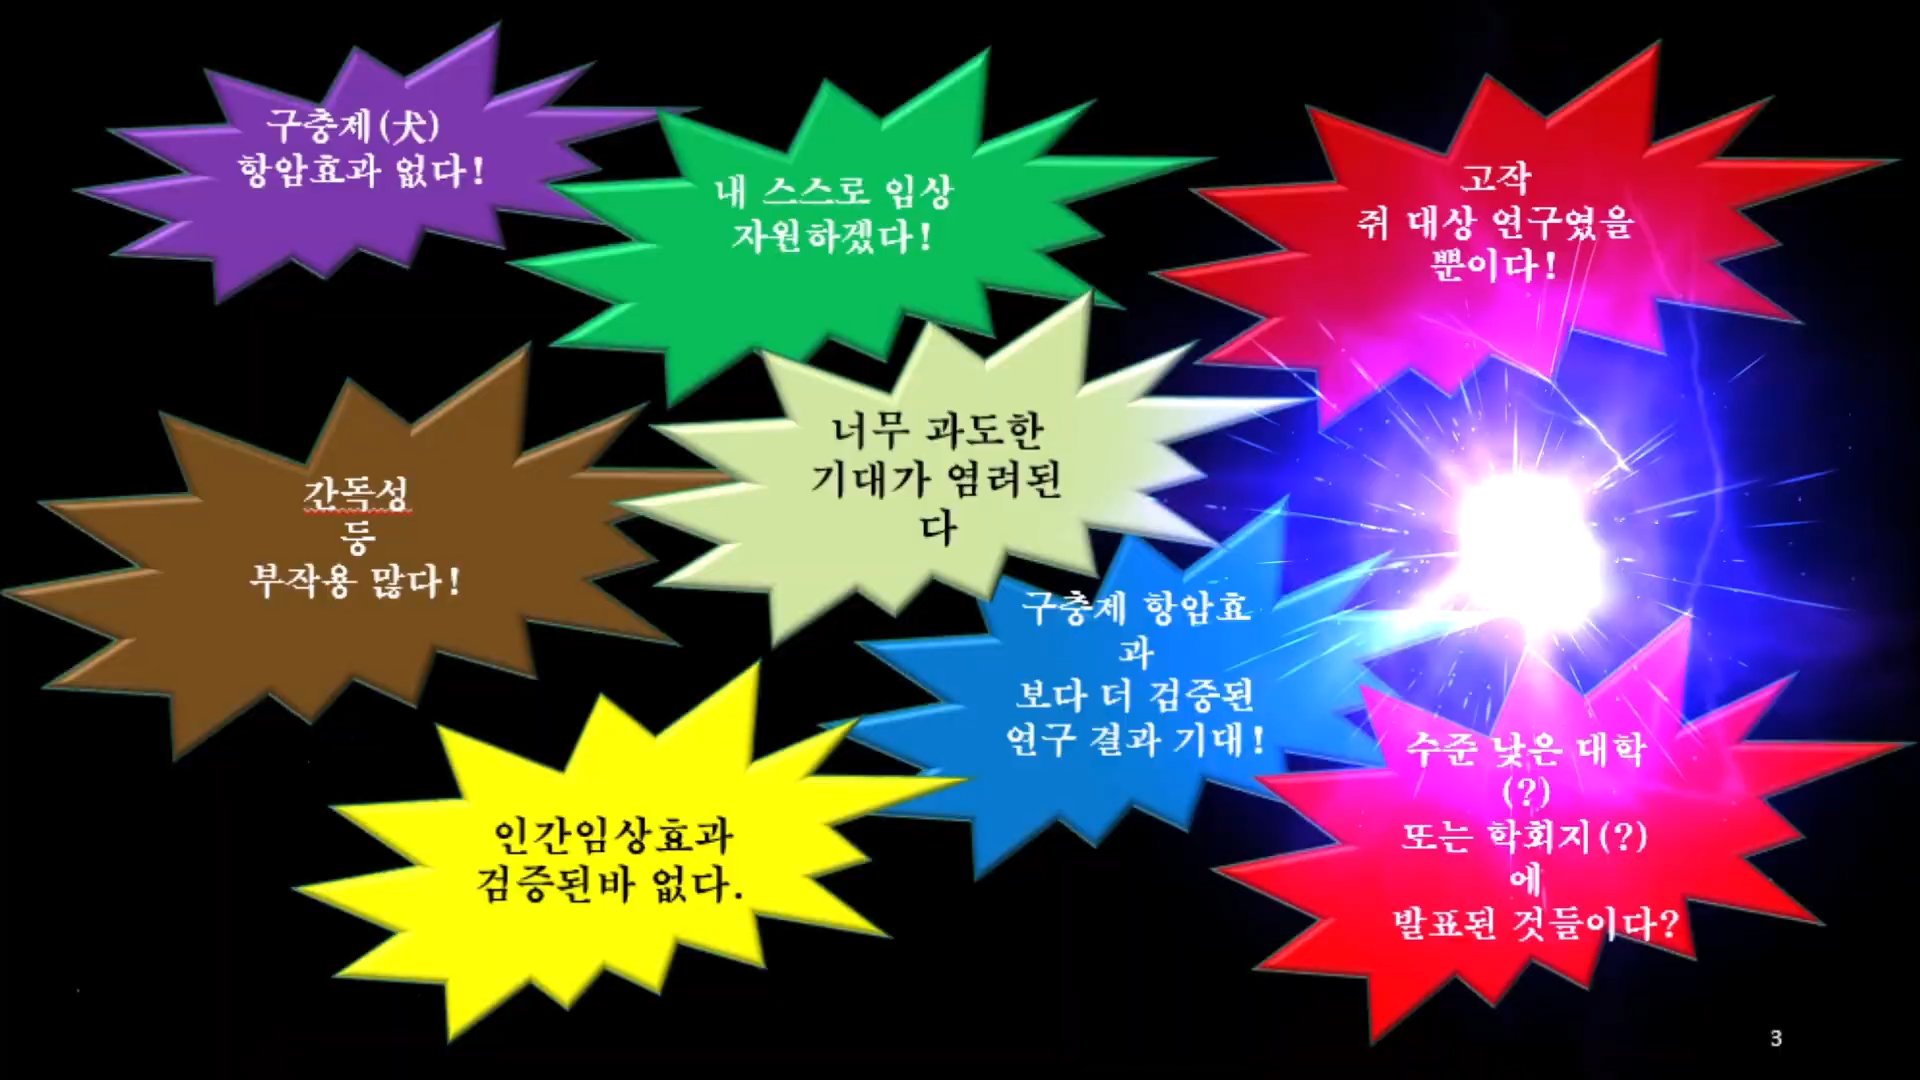 구충제(犬)
항암효과 없다!
내 스스로 임상
자원하겠다!
고작
쥐 대상 연구였을
뿐이다!
간독성
등
부작용 많다!
너무 과도한
기대가 염려된
다
구충제 항암효
과
보다 더 검증된
연구 결과 기대!
인간임상효과
검증된바 없다.
수준 낮은 대학
(?)
또는 학회지(?)
에
발표된 것들이다?
3